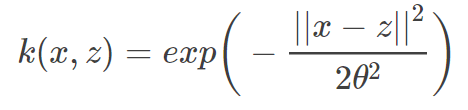 k(x, z) = exp( − ||x − z||² / 2θ² )